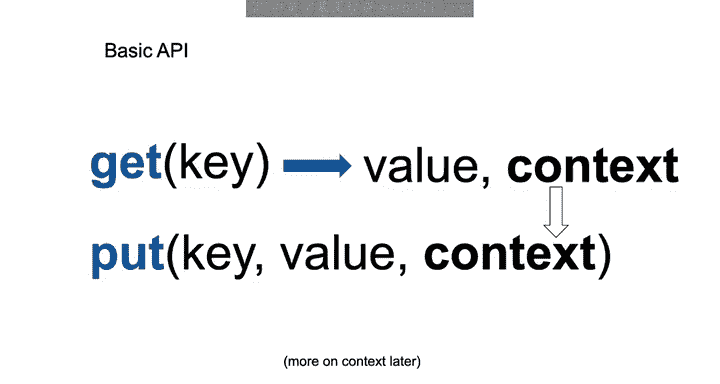 Basic API
get(key) value, context
put(key, value, context)
(more on context later)